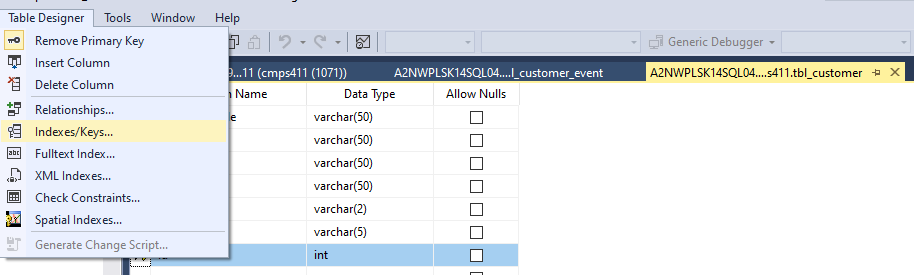 Table Designer Tools Window Help
Remove Primary Key
Insert Column
Delete Column
Relationships...
Indexes/Keys...
Fulltext Index...
XML Indexes...
Check Constraints...
Spatial Indexes...
Generate Change Script...
Generic Debugger
9...11 (cmps411 (1071)) A2NWPLSK14SQL04....l_customer_event A2NWPLSK14SQL04....s411.tbl_customer
Name Data Type Allow Nulls
varchar(50)
varchar(50)
varchar(50)
varchar(50)
varchar(2)
varchar(5)
int